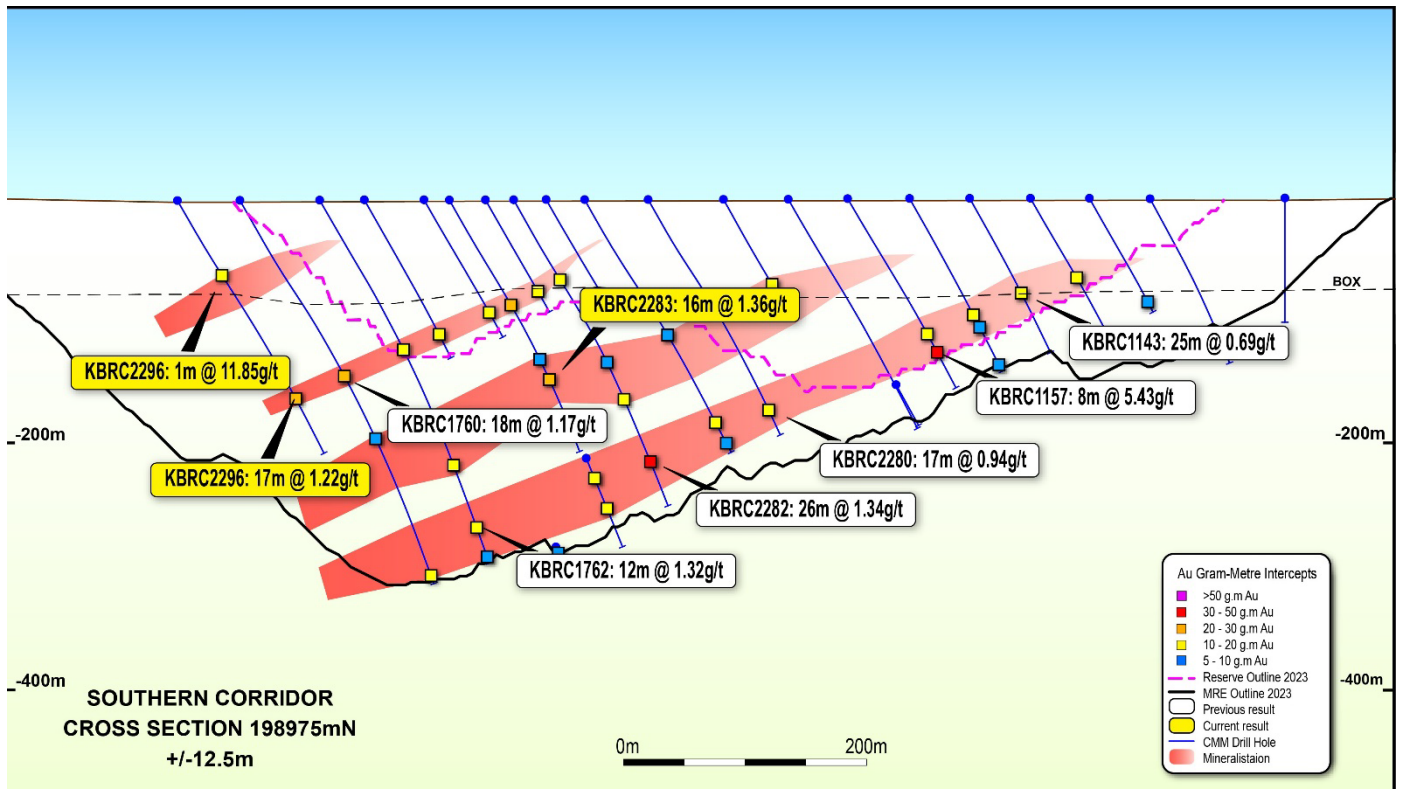 BOX
KBRC2283: 16m @ 1.36g/t
KBRC1143: 25m @ 0.69g/t
KBRC2296: 1m @ 11.85g/t
KBRC1157: 8m @ 5.43g/t
KBRC1760: 18m @ 1.17g/t
-200m
-200m
KBRC2280: 17m @ 0.94g/t
KBRC2296: 17m @ 1.22g/t
KBRC2282: 26m @ 1.34g/t
KBRC1762: 12m @ 1.32g/t
Au Gram-Metre Intercepts
>50 g.m Au
30 - 50 g.m Au
20 - 30 g.m Au
10 - 20 g.m Au
5 - 10 g.m Au
Reserve Outline 2023
MRE Outline 2023
Previous result
Current result
CMM Drill Hole
Mineralistaion
-400m
-400m
SOUTHERN CORRIDOR
CROSS SECTION 198975mN
+/-12.5m
0m 200m